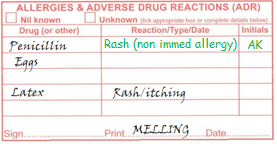 ALLERGIES & ADVERSE DRUG REACTIONS (ADR)
Nil known Unknown (tick appropriate box or complete details below)
Drug (or other) Reaction/Type/Date Initials
Penicillin Rash (non immed allergy) AK
Eggs
Latex Rash/itching
Sign Print MELLING Date